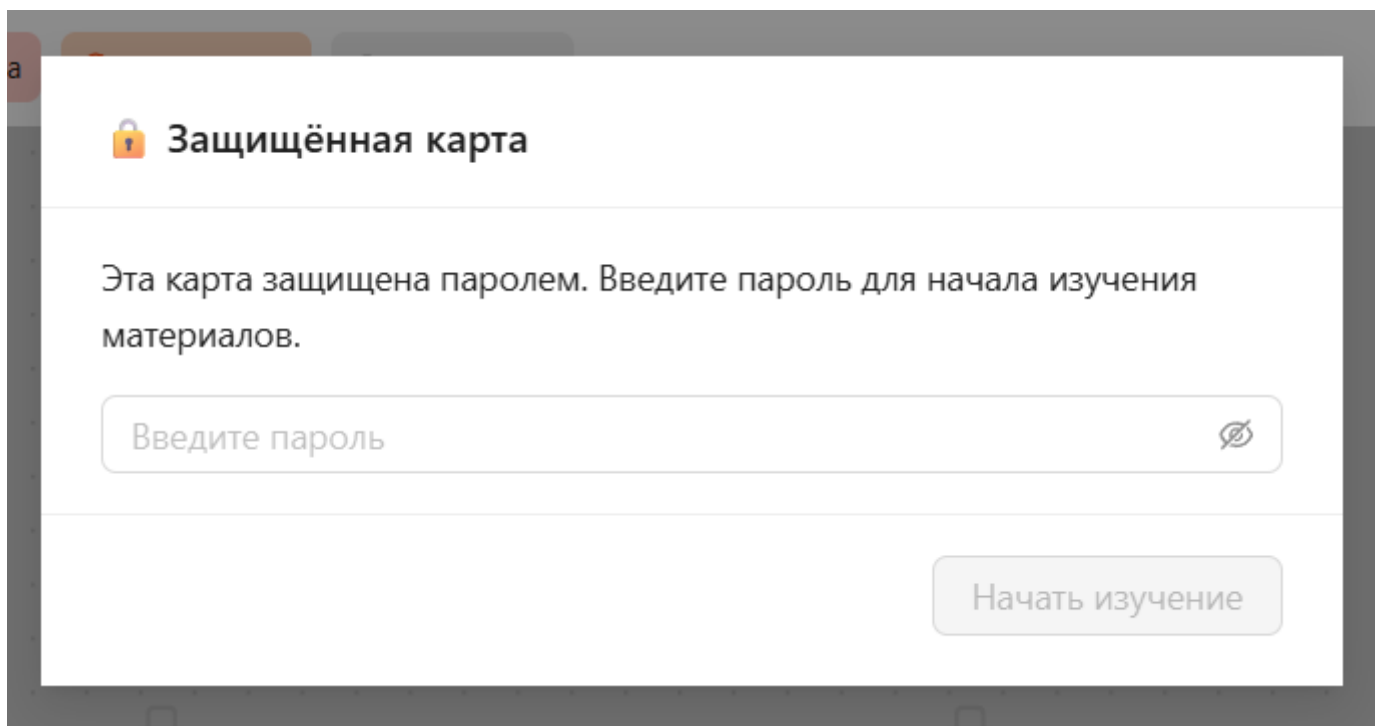 а
Защищённая карта
Эта карта защищена паролем. Введите пароль для начала изучения
материалов.
Введите пароль
Начать изучение